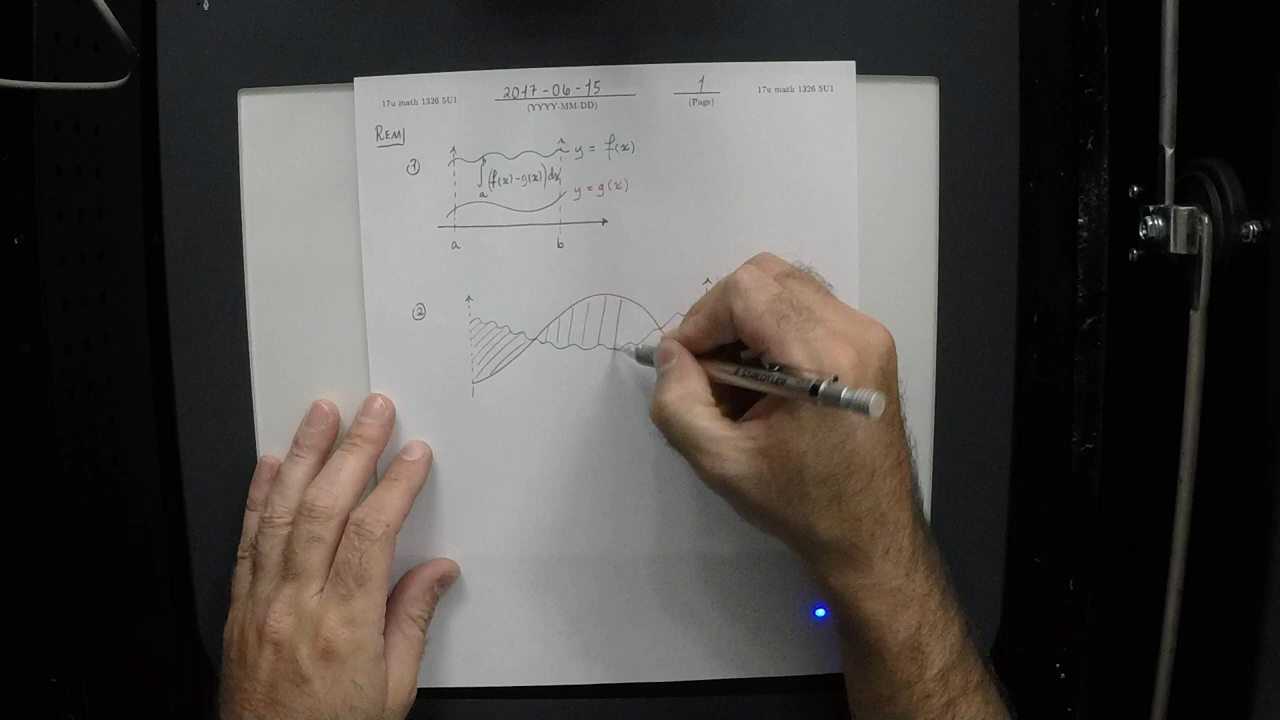 17u math 1326 5U1 2017-06-15 1 17u math 1326 5U1
(YYYY-MM-DD) (Page)
REM
① y = f(x)
∫ₐᵇ (f(x)-g(x))dx
y = g(x)
a b
②
STAEDTLER